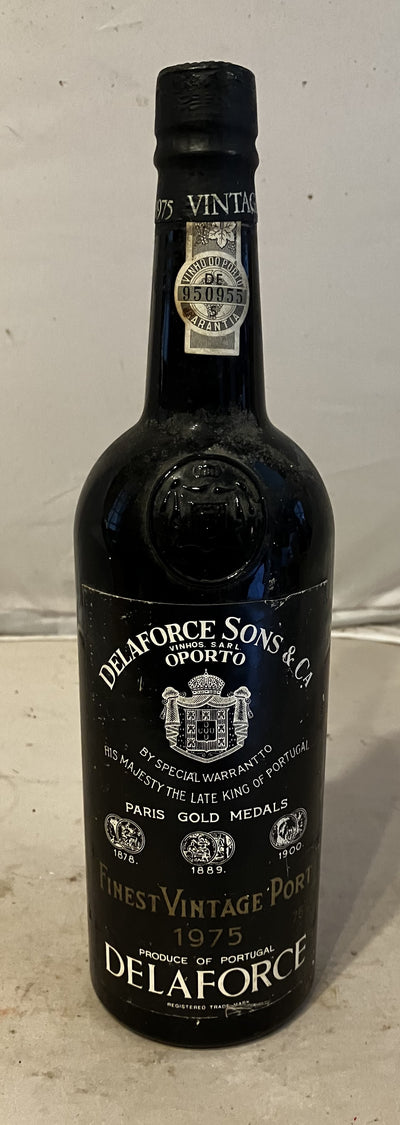 1975 VINTAG
VINHO DO PORTO
DE
950955
S
GARANTIA
DELAFORCE SONS & CA
VINHOS. S.A.R.L.
OPORTO
BY SPECIAL WARRANT TO
HIS MAJESTY THE LATE KING OF PORTUGAL
PARIS GOLD MEDALS
1878.
1889.
1900.
FINEST VINTAGE PORT
1975
PRODUCE OF PORTUGAL
DELAFORCE
REGISTERED TRADE MARK